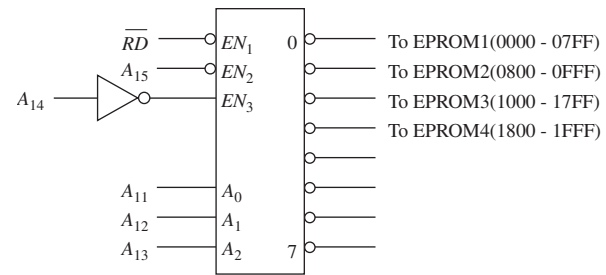 RD EN1 0 To EPROM1(0000 - 07FF)
A15 EN2 To EPROM2(0800 - 0FFF)
A14 EN3 To EPROM3(1000 - 17FF)
To EPROM4(1800 - 1FFF)
A11 A0
A12 A1
A13 A2 7